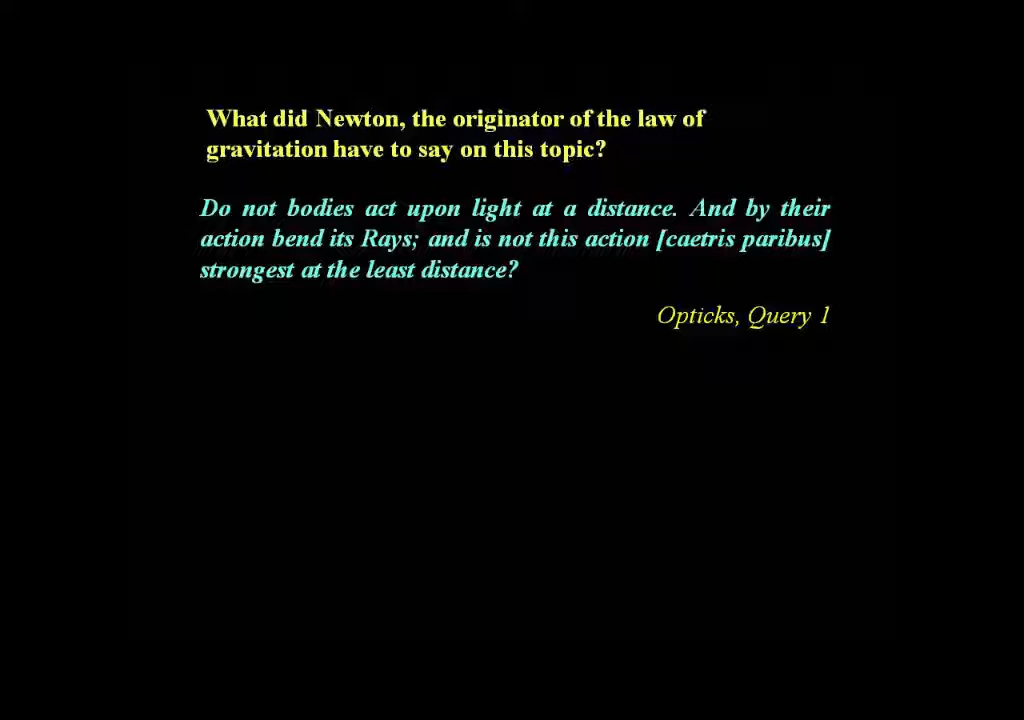 What did Newton, the originator of the law of
gravitation have to say on this topic?
Do not bodies act upon light at a distance. And by their
action bend its Rays; and is not this action [caetris paribus]
strongest at the least distance?
Opticks, Query 1